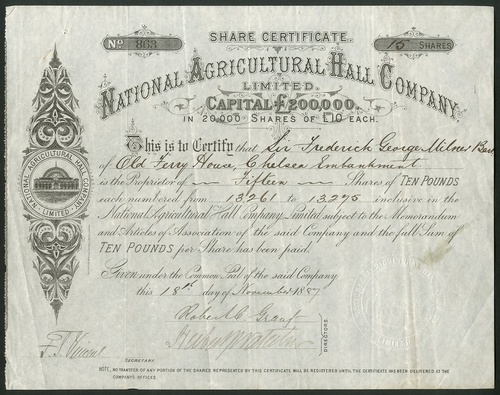 SHARE CERTIFICATE.
No 863
15 SHARES
NATIONAL AGRICULTURAL HALL COMPANY
LIMITED.
CAPITAL £200,000.
IN 20,000 SHARES OF £10 EACH.
This is to Certify that Sir Frederick George Milner Bart
of Old Ferry House, Chelsea Embankment
is the Proprietor of Fifteen Shares of TEN POUNDS
each numbered from 13261 to 13275 inclusive in the
National Agricultural Hall Company, Limited, subject to the Memorandum
and Articles of Association of the said Company and the full Sum of
TEN POUNDS per Share has been paid.
Given under the Common Seal of the said Company
this 18th day of November 1887
Robert C. Grant
DIRECTORS.
SECRETARY.
NOTE, NO TRANSFER OF ANY PORTION OF THE SHARES REPRESENTED BY THIS CERTIFICATE WILL BE REGISTERED UNTIL THE CERTIFICATE HAS BEEN DELIVERED AT THE
COMPANY'S OFFICES.
NATIONAL AGRICULTURAL HALL COMPANY
LIMITED